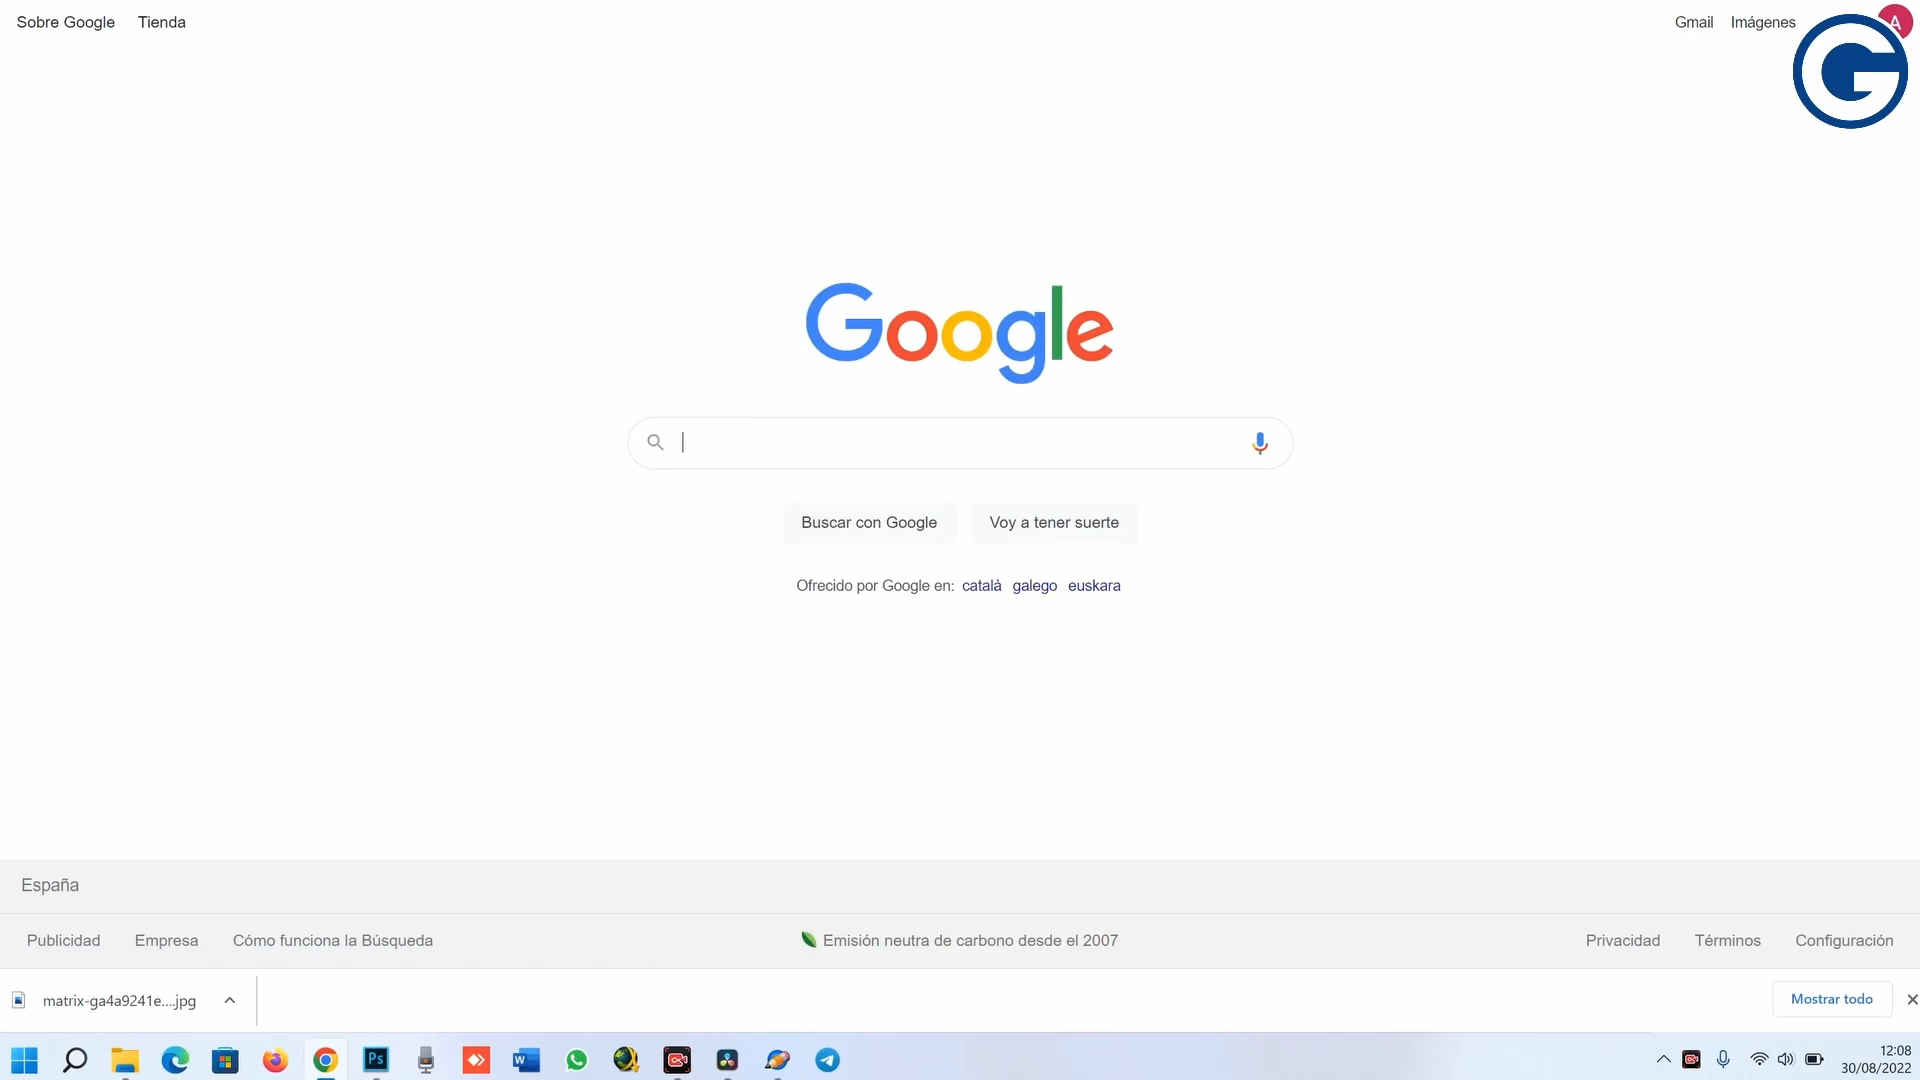 Sobre Google Tienda
Gmail Imágenes
A
G
Google
Buscar con Google Voy a tener suerte
Ofrecido por Google en: català galego euskara
España
Publicidad Empresa Cómo funciona la Búsqueda
Emisión neutra de carbono desde el 2007
Privacidad Términos Configuración
matrix-ga4a9241e....jpg
Mostrar todo
Ps
W
12:08
30/08/2022